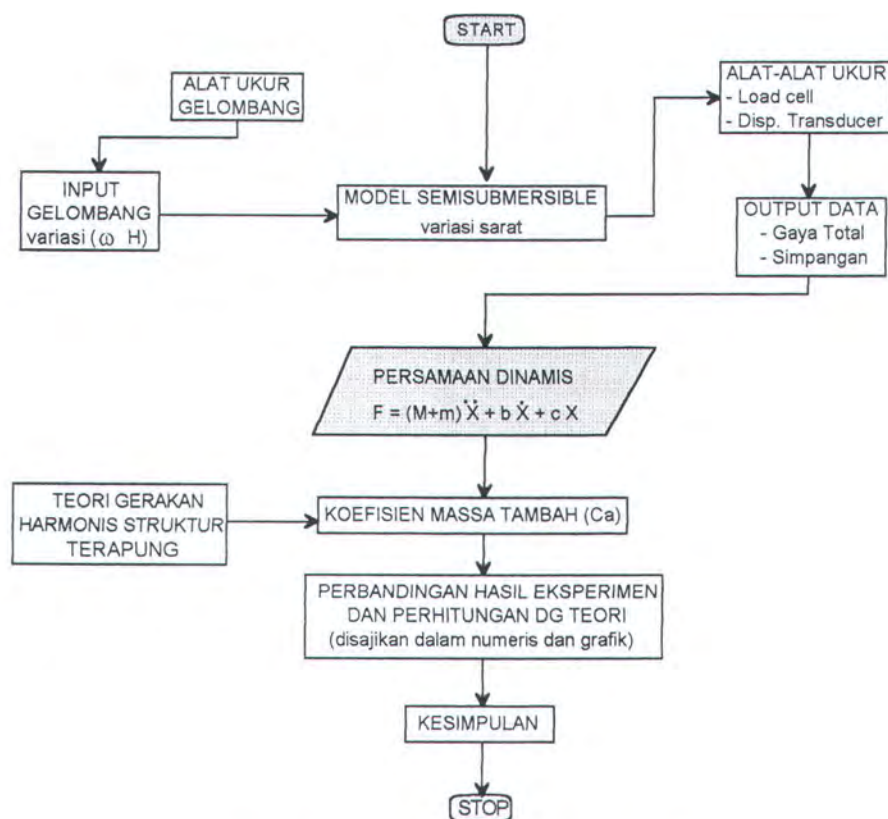 START
ALAT UKUR
GELOMBANG
ALAT-ALAT UKUR
- Load cell
- Disp. Transducer
INPUT
GELOMBANG
variasi (ω H)
MODEL SEMISUBMERSIBLE
variasi sarat
OUTPUT DATA
- Gaya Total
- Simpangan
PERSAMAAN DINAMIS
F = (M+m) Ẍ + b Ẋ + c X
TEORI GERAKAN
HARMONIS STRUKTUR
TERAPUNG
KOEFISIEN MASSA TAMBAH (Ca)
PERBANDINGAN HASIL EKSPERIMEN
DAN PERHITUNGAN DG TEORI
(disajikan dalam numeris dan grafik)
KESIMPULAN
STOP